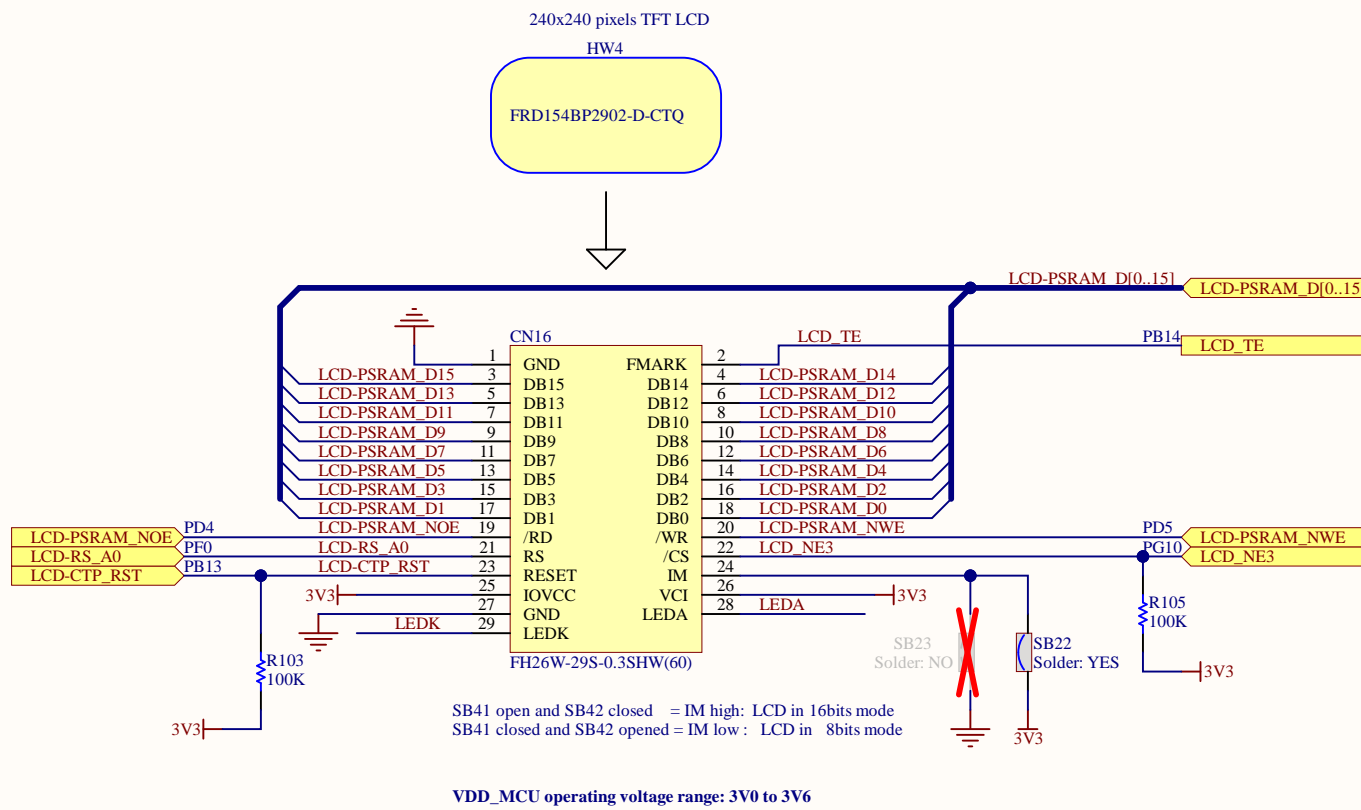 240x240 pixels TFT LCD
HW4
FRD154BP2902-D-CTQ
LCD-PSRAM_D[0..15]
LCD-PSRAM_D[0..15
CN16
LCD_TE
PB14
LCD_TE
1 GND FMARK 2
LCD-PSRAM_D15 3 DB15 DB14 4 LCD-PSRAM_D14
LCD-PSRAM_D13 5 DB13 DB12 6 LCD-PSRAM_D12
LCD-PSRAM_D11 7 DB11 DB10 8 LCD-PSRAM_D10
LCD-PSRAM_D9 9 DB9 DB8 10 LCD-PSRAM_D8
LCD-PSRAM_D7 11 DB7 DB6 12 LCD-PSRAM_D6
LCD-PSRAM_D5 13 DB5 DB4 14 LCD-PSRAM_D4
LCD-PSRAM_D3 15 DB3 DB2 16 LCD-PSRAM_D2
LCD-PSRAM_D1 17 DB1 DB0 18 LCD-PSRAM_D0
LCD-PSRAM_NOE PD4 LCD-PSRAM_NOE 19 /RD /WR 20 LCD-PSRAM_NWE PD5 LCD-PSRAM_NWE
LCD-RS_A0 PF0 LCD-RS_A0 21 RS /CS 22 LCD_NE3 PG10 LCD_NE3
LCD-CTP_RST PB13 LCD-CTP_RST 23 RESET IM 24
3V3 25 IOVCC VCI 26 3V3
27 GND LEDA 28 LEDA
LEDK 29 LEDK
FH26W-29S-0.3SHW(60)
R105
100K
3V3
SB23
Solder: NO
SB22
Solder: YES
3V3
R103
100K
3V3
SB41 open and SB42 closed = IM high: LCD in 16bits mode
SB41 closed and SB42 opened = IM low : LCD in 8bits mode
VDD_MCU operating voltage range: 3V0 to 3V6